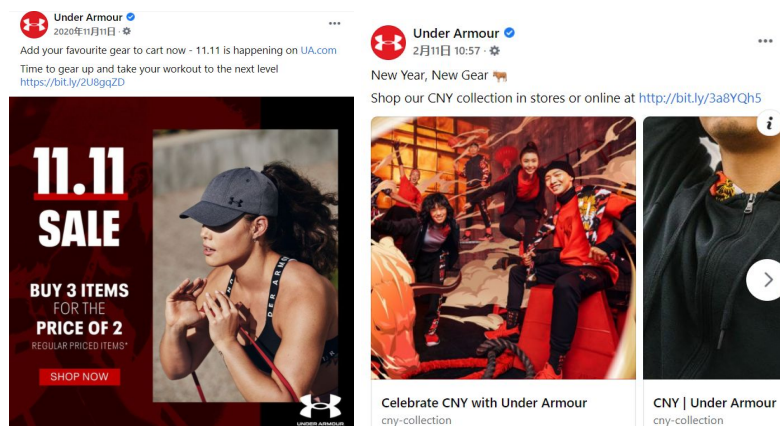 Under Armour
2020年11月11日 ·
Add your favourite gear to cart now - 11.11 is happening on UA.com
Time to gear up and take your workout to the next level
https://bit.ly/2U8gqZD
11.11
SALE
BUY 3 ITEMS
FOR THE
PRICE OF 2
REGULAR PRICED ITEMS*
SHOP NOW
UNDER ARMOUR
UNDER ARMOUR
Under Armour
2月11日 10:57 ·
New Year, New Gear 🐂
Shop our CNY collection in stores or online at http://bit.ly/3a8YQh5
i
Celebrate CNY with Under Armour
cny-collection
CNY | Under Armour
cny-collection